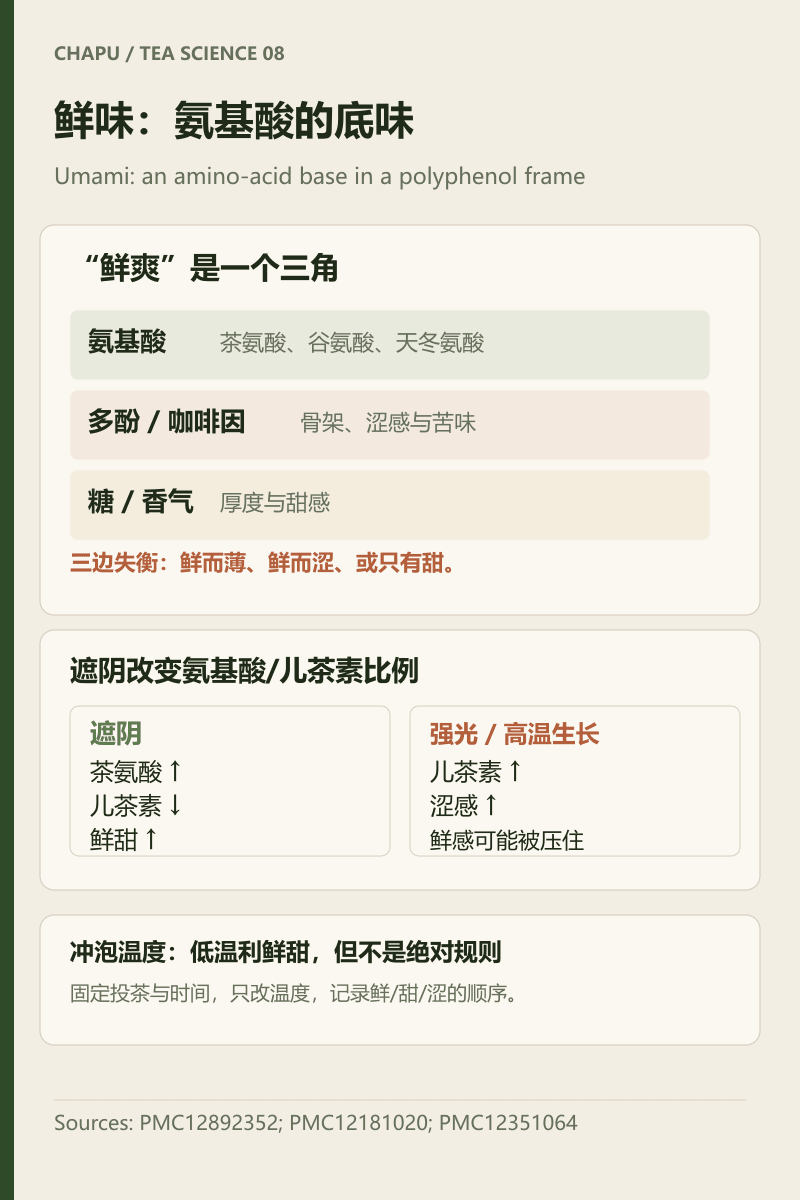 CHAPU / TEA SCIENCE 08
鲜味：氨基酸的底味
Umami: an amino-acid base in a polyphenol frame
“鲜爽”是一个三角
氨基酸 茶氨酸、谷氨酸、天冬氨酸
多酚 / 咖啡因 骨架、涩感与苦味
糖 / 香气 厚度与甜感
三边失衡：鲜而薄、鲜而涩、或只有甜。
遮阴改变氨基酸/儿茶素比例
遮阴
茶氨酸 ↑
儿茶素 ↓
鲜甜 ↑
强光 / 高温生长
儿茶素 ↑
涩感 ↑
鲜感可能被压住
冲泡温度：低温利鲜甜，但不是绝对规则
固定投茶与时间，只改温度，记录鲜/甜/涩的顺序。
Sources: PMC12892352; PMC12181020; PMC12351064